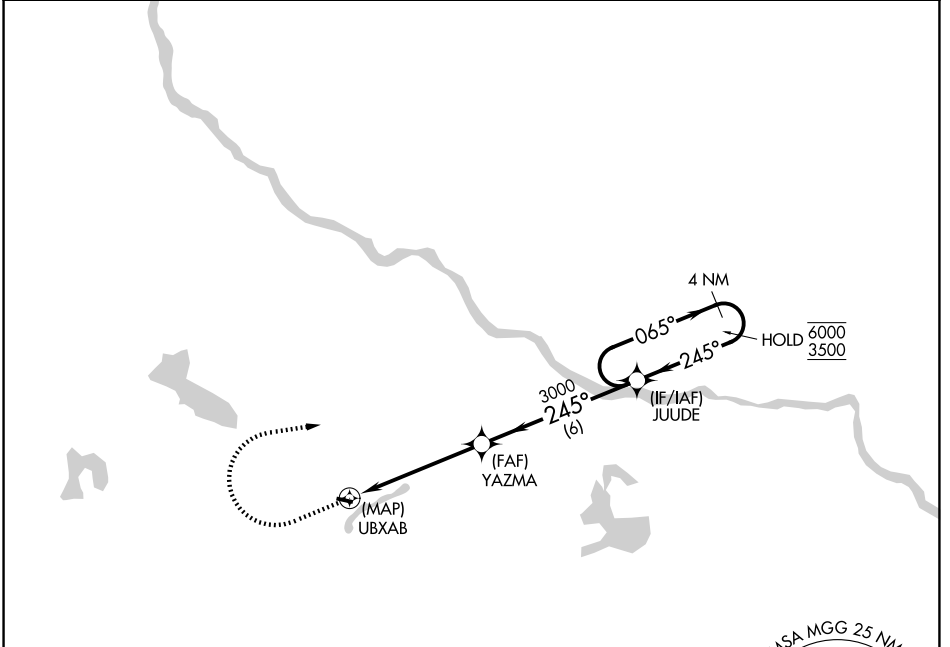 4 NM
065°
HOLD 6000
3500
245°
3000
245°
(6)
(IF/IAF)
JUUDE
(FAF)
YAZMA
(MAP)
UBXAB
MSA MGG 25 NM